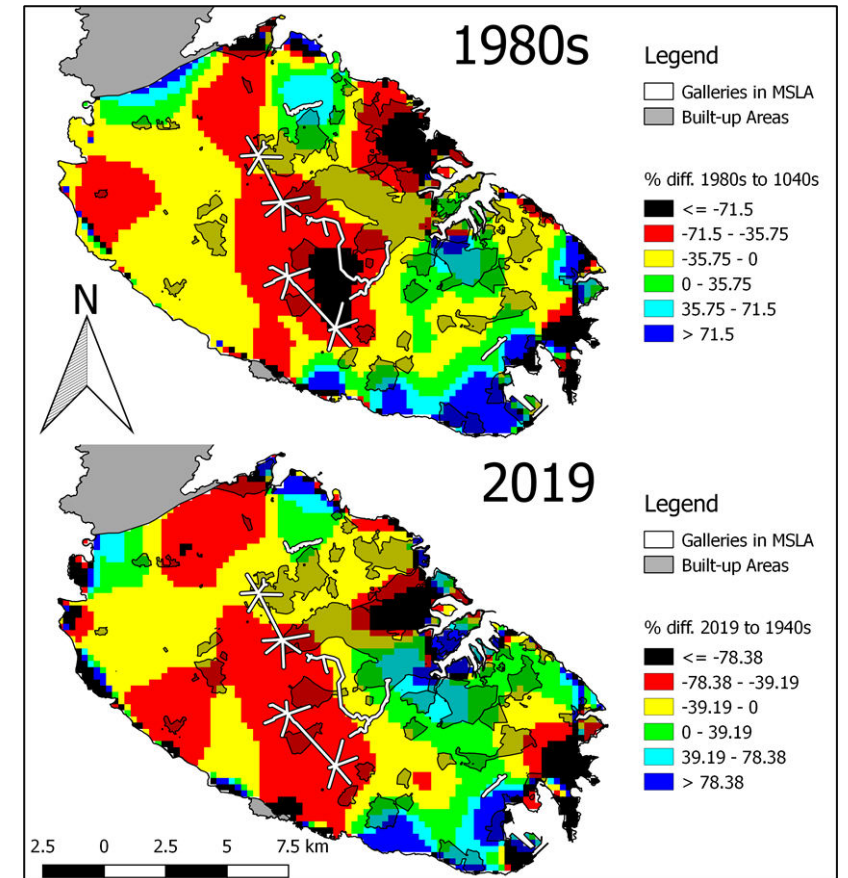 1980s
Legend
Galleries in MSLA
Built-up Areas
% diff. 1980s to 1040s
<= -71.5
-71.5 - -35.75
-35.75 - 0
0 - 35.75
35.75 - 71.5
> 71.5
N
2019
Legend
Galleries in MSLA
Built-up Areas
% diff. 2019 to 1940s
<= -78.38
-78.38 - -39.19
-39.19 - 0
0 - 39.19
39.19 - 78.38
> 78.38
2.5 0 2.5 5 7.5 km